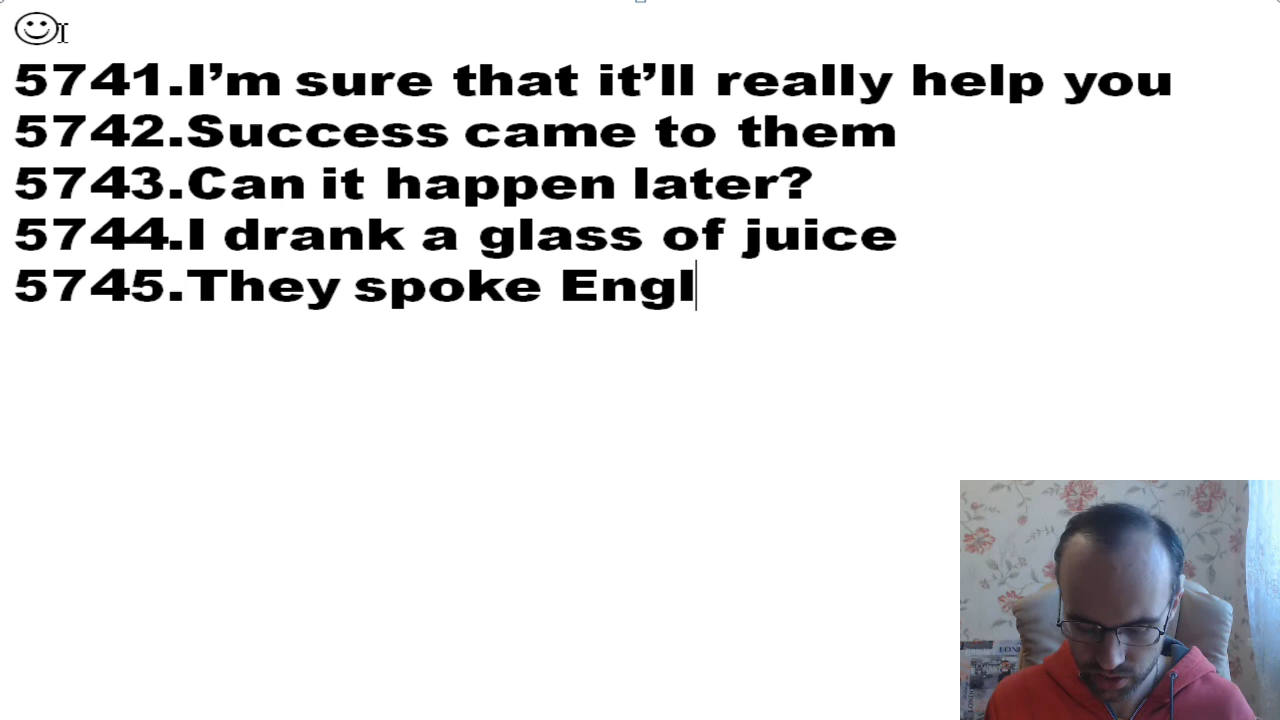 5741.I’m sure that it’ll really help you
5742.Success came to them
5743.Can it happen later?
5744.I drank a glass of juice
5745.They spoke Engl